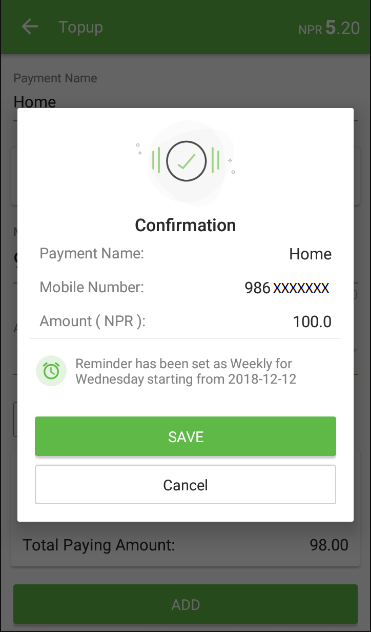 Topup
NPR 5.20
Payment Name
Home
Confirmation
Payment Name: Home
Mobile Number: 986 XXXXXXX
Amount ( NPR ): 100.0
Reminder has been set as Weekly for
Wednesday starting from 2018-12-12
SAVE
Cancel
Total Paying Amount: 98.00
ADD